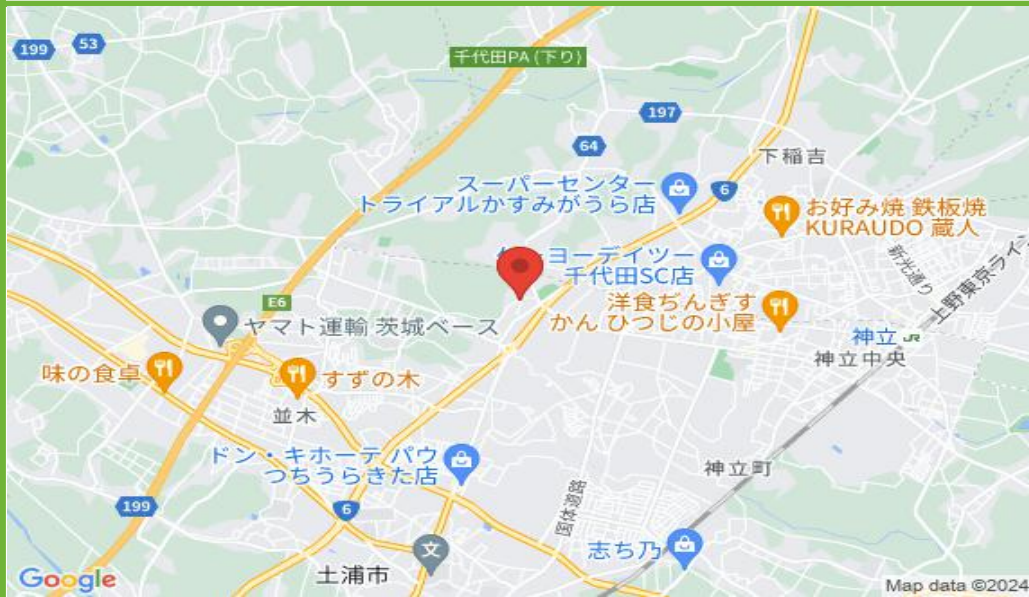 199
53
千代田PA (下り)
197
64
下稲吉
スーパーセンター
トライアルかすみがうら店
6
お好み焼 鉄板焼
KURAUDO 蔵人
新光通り
上野東京ライン
ヨーデイツー
千代田SC店
洋食ぢんぎす
かん ひつじの小屋
E6
ヤマト運輸 茨城ベース
神立 JR
神立中央
味の食卓
すずの木
並木
ドン・キホーテ パウ
つちうらきた店
神立町
199
6
国体道路
文
志ち乃
土浦市
Google
Map data ©2024